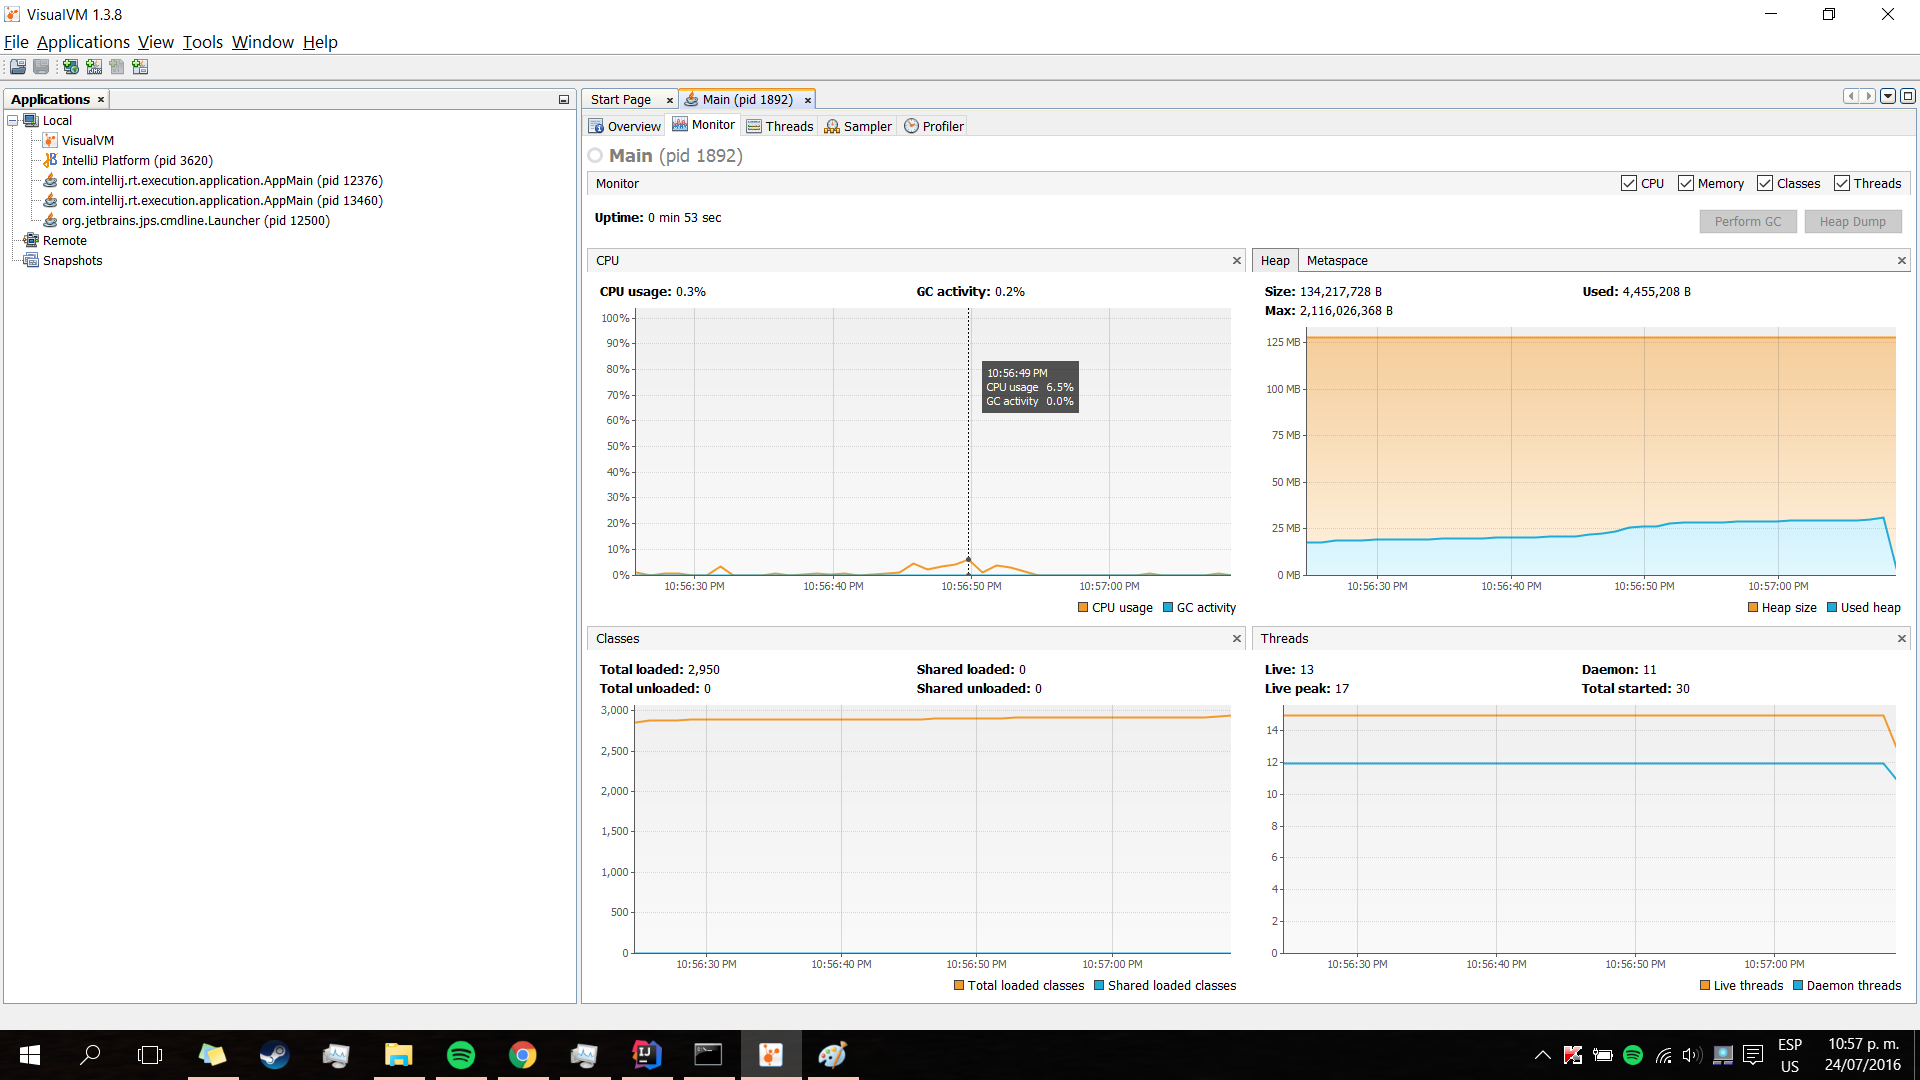 VisualVM 1.3.8
File Applications View Tools Window Help
Applications
Local
VisualVM
IntelliJ Platform (pid 3620)
com.intellij.rt.execution.application.AppMain (pid 12376)
com.intellij.rt.execution.application.AppMain (pid 13460)
org.jetbrains.jps.cmdline.Launcher (pid 12500)
Remote
Snapshots
Start Page Main (pid 1892)
Overview Monitor Threads Sampler Profiler
Main (pid 1892)
Monitor CPU Memory Classes Threads
Uptime: 0 min 53 sec
Perform GC Heap Dump
CPU
CPU usage: 0.3% GC activity: 0.2%
100%
90%
80%
70%
60%
50%
40%
30%
20%
10%
0%
10:56:49 PM
CPU usage 6.5%
GC activity 0.0%
10:56:30 PM 10:56:40 PM 10:56:50 PM 10:57:00 PM
CPU usage GC activity
Heap Metaspace
Size: 134,217,728 B Used: 4,455,208 B
Max: 2,116,026,368 B
125 MB
100 MB
75 MB
50 MB
25 MB
0 MB
10:56:30 PM 10:56:40 PM 10:56:50 PM 10:57:00 PM
Heap size Used heap
Classes
Total loaded: 2,950 Shared loaded: 0
Total unloaded: 0 Shared unloaded: 0
3,000
2,500
2,000
1,500
1,000
500
0
10:56:30 PM 10:56:40 PM 10:56:50 PM 10:57:00 PM
Total loaded classes Shared loaded classes
Threads
Live: 13 Daemon: 11
Live peak: 17 Total started: 30
14
12
10
8
6
4
2
0
10:56:30 PM 10:56:40 PM 10:56:50 PM 10:57:00 PM
Live threads Daemon threads
ESP
US
10:57 p. m.
24/07/2016